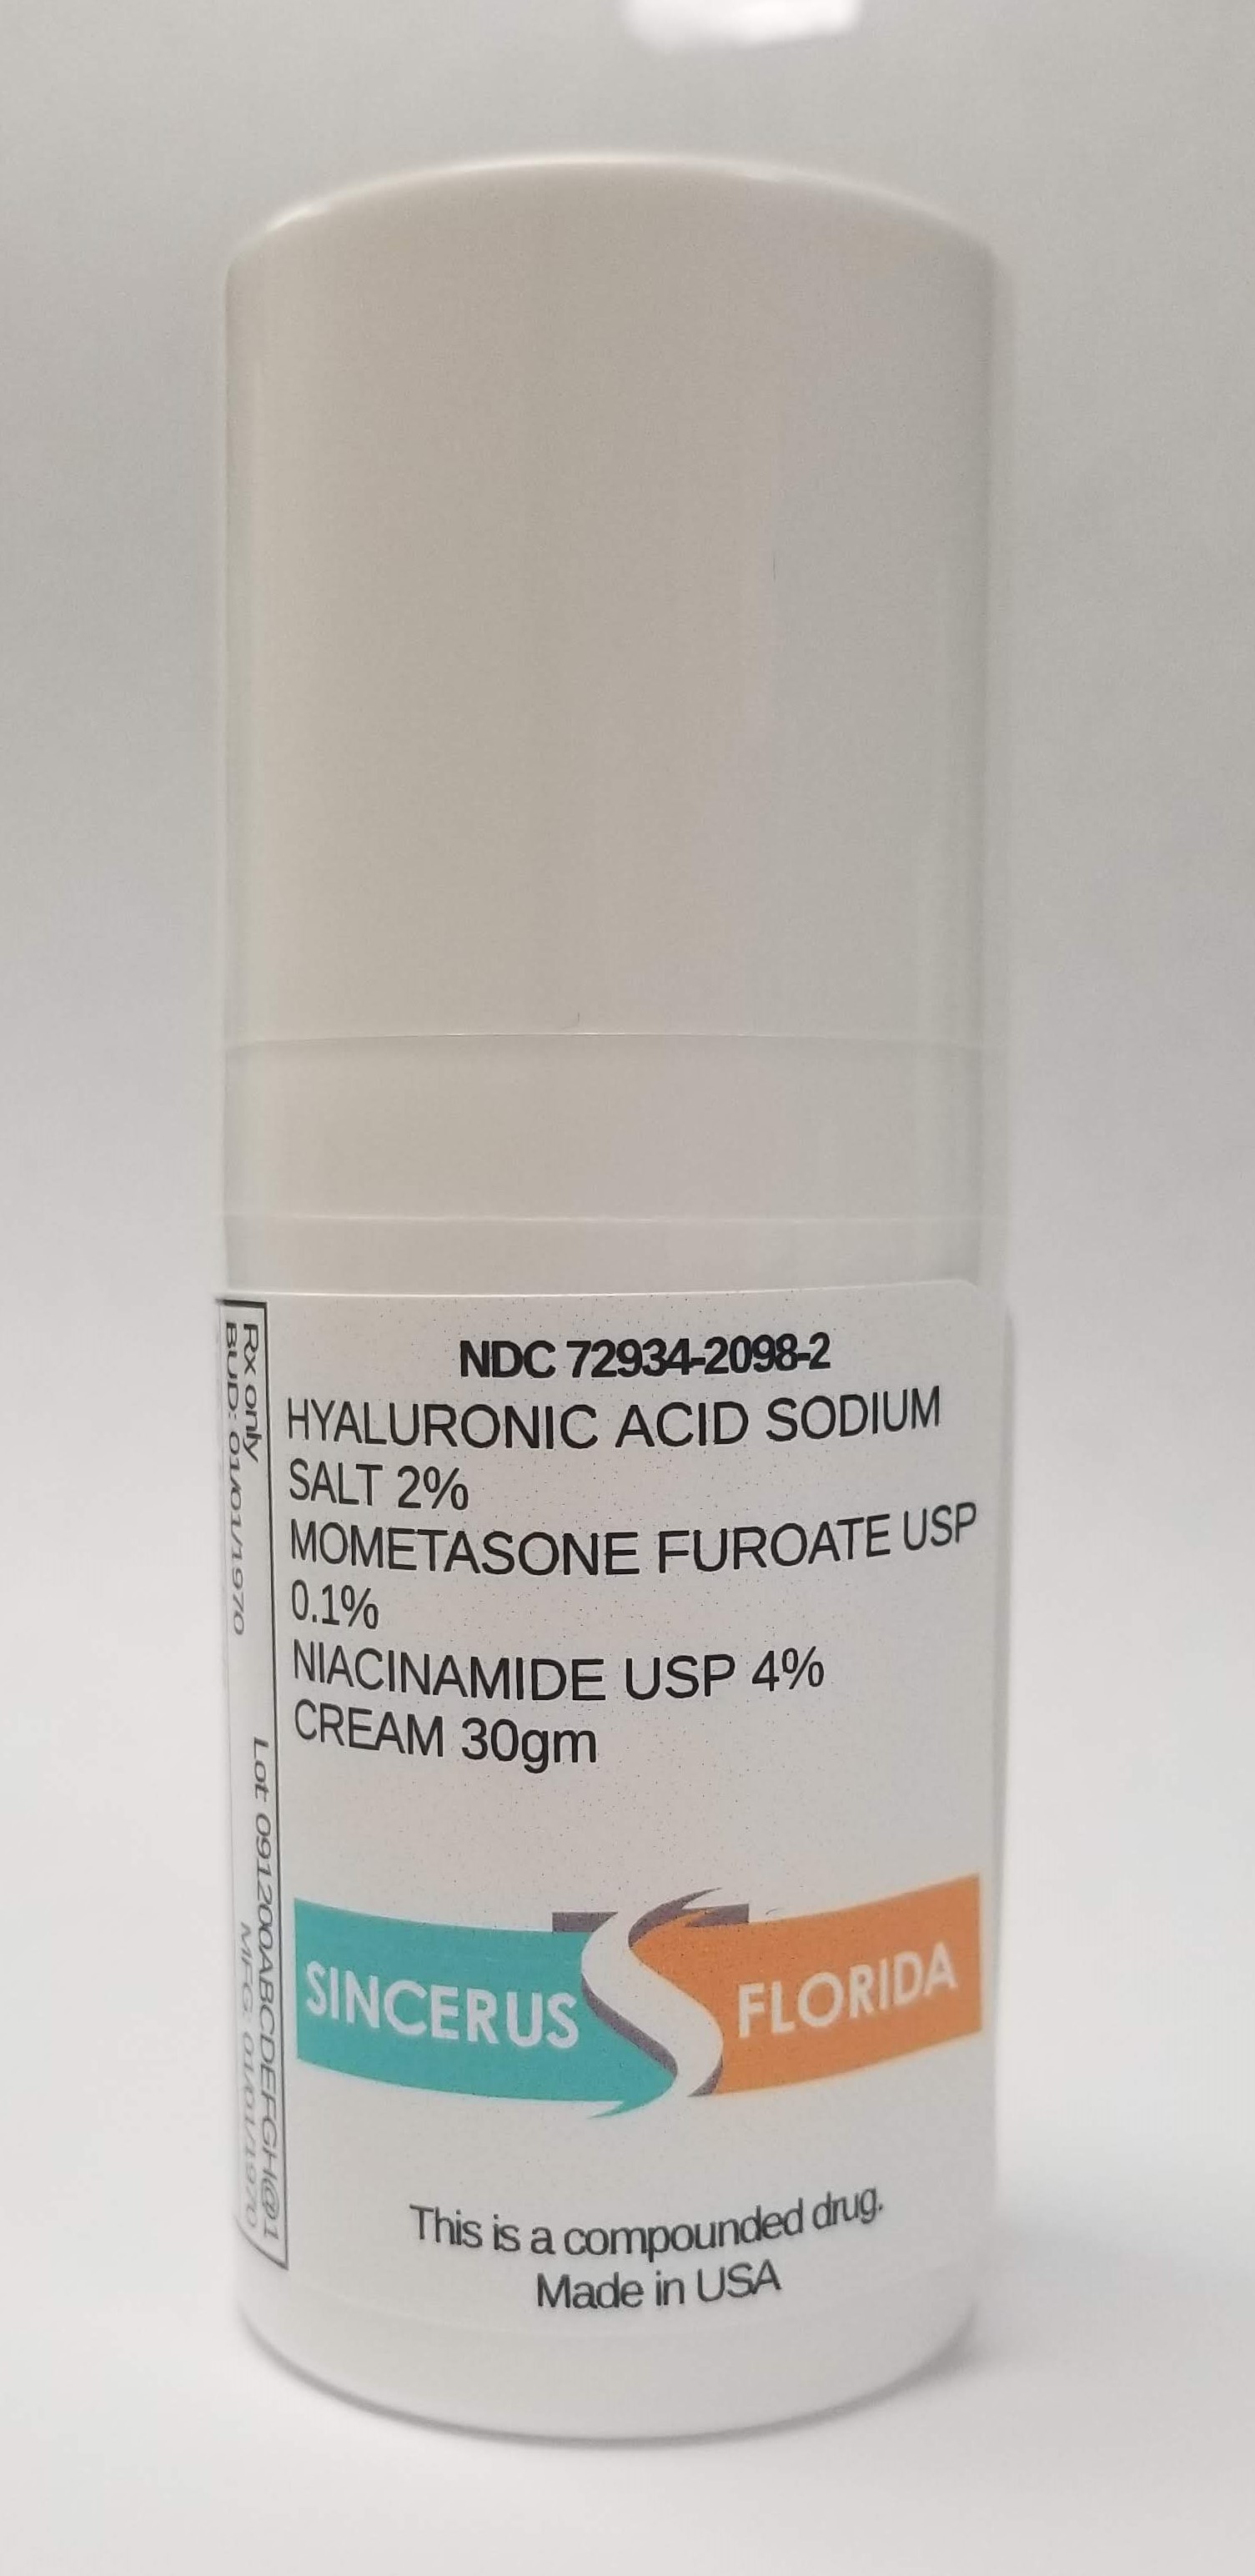 NDC 72934-2098-2
HYALURONIC ACID SODIUM
SALT 2%
MOMETASONE FUROATE USP
0.1%
NIACINAMIDE USP 4%
CREAM 30gm
SINCERUS FLORIDA
This is a compounded drug.
Made in USA
Rx only Lot: 091200ABCDEFGH@1
BUD: 01/01/1970 MFG: 01/01/1970